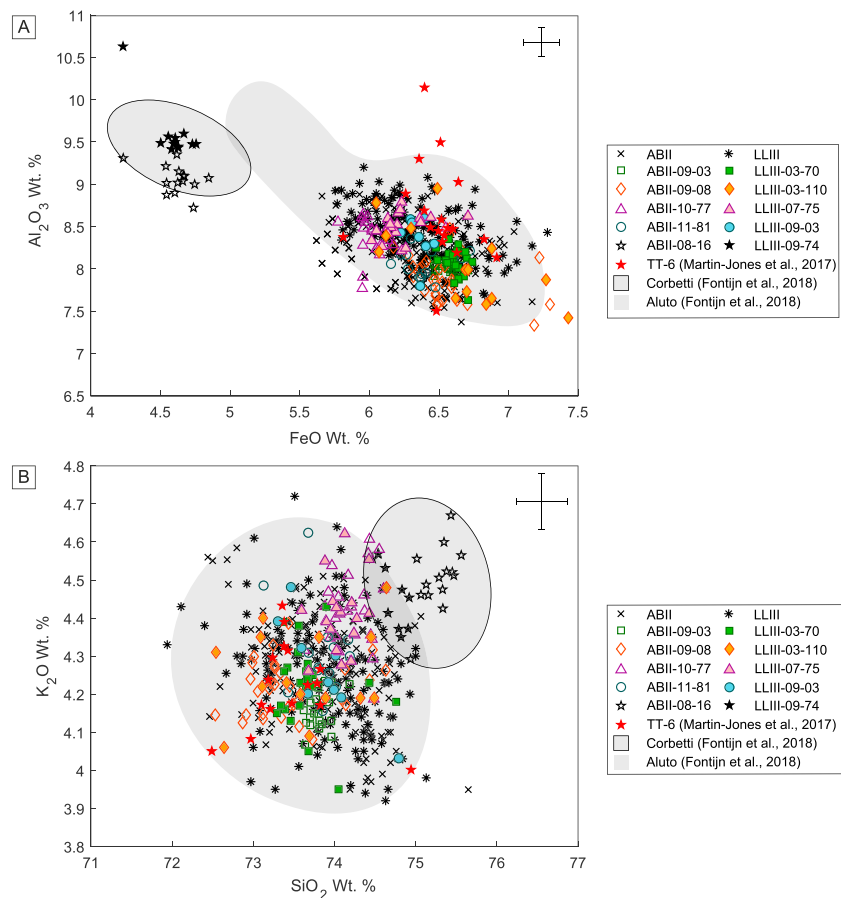 A
11
10.5
10
9.5
9
8.5
8
7.5
7
6.5
Al2O3 Wt. %
4 4.5 5 5.5 6 6.5 7 7.5
FeO Wt. %
ABII LLIII
ABII-09-03 LLIII-03-70
ABII-09-08 LLIII-03-110
ABII-10-77 LLIII-07-75
ABII-11-81 LLIII-09-03
ABII-08-16 LLIII-09-74
TT-6 (Martin-Jones et al., 2017)
Corbetti (Fontijn et al., 2018)
Aluto (Fontijn et al., 2018)
B
4.8
4.7
4.6
4.5
4.4
4.3
4.2
4.1
4
3.9
3.8
K2O Wt. %
71 72 73 74 75 76 77
SiO2 Wt. %
ABII LLIII
ABII-09-03 LLIII-03-70
ABII-09-08 LLIII-03-110
ABII-10-77 LLIII-07-75
ABII-11-81 LLIII-09-03
ABII-08-16 LLIII-09-74
TT-6 (Martin-Jones et al., 2017)
Corbetti (Fontijn et al., 2018)
Aluto (Fontijn et al., 2018)